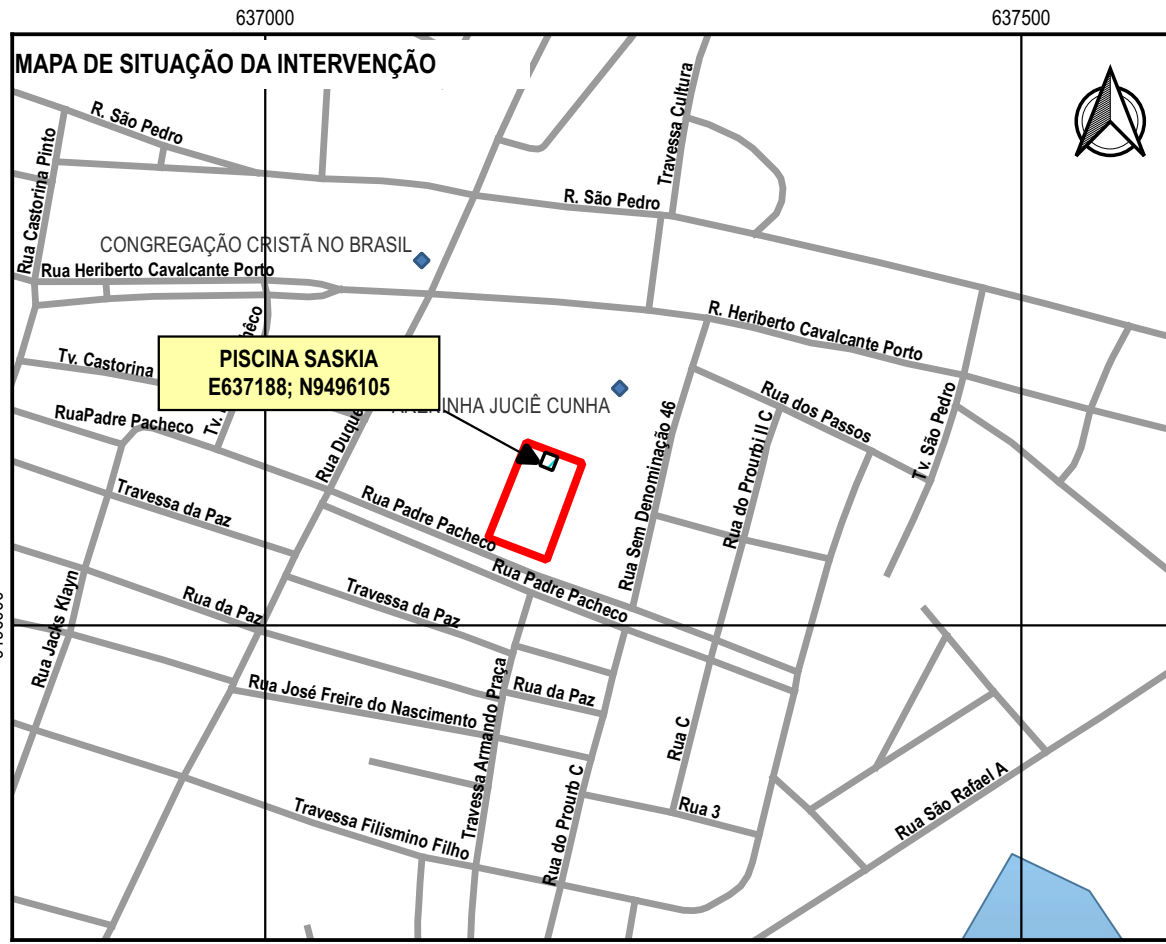 637000
637500
MAPA DE SITUAÇÃO DA INTERVENÇÃO
R. São Pedro
Travessa Cultura
Rua Castorina Pinto
R. São Pedro
CONGREGAÇÃO CRISTÃ NO BRASIL
Rua Heriberto Cavalcante Porto
R. Heriberto Cavalcante Porto
PISCINA SASKIA
E637188; N9496105
Tv. Castorina
JUCIÊ CUNHA
Rua dos Passos
Tv. São Pedro
RuaPadre Pacheco
Tv.
Rua Duque
Rua Sem Denominação 46
Rua do Prourbi II C
Travessa da Paz
Rua Padre Pacheco
Rua Padre Pacheco
Rua Jacks Klayn
Rua da Paz
Travessa da Paz
Rua José Freire do Nascimento
Travessa Armando Praça
Rua da Paz
Rua C
Rua do Prourb C
Rua 3
Travessa Filismino Filho
Rua São Rafael A